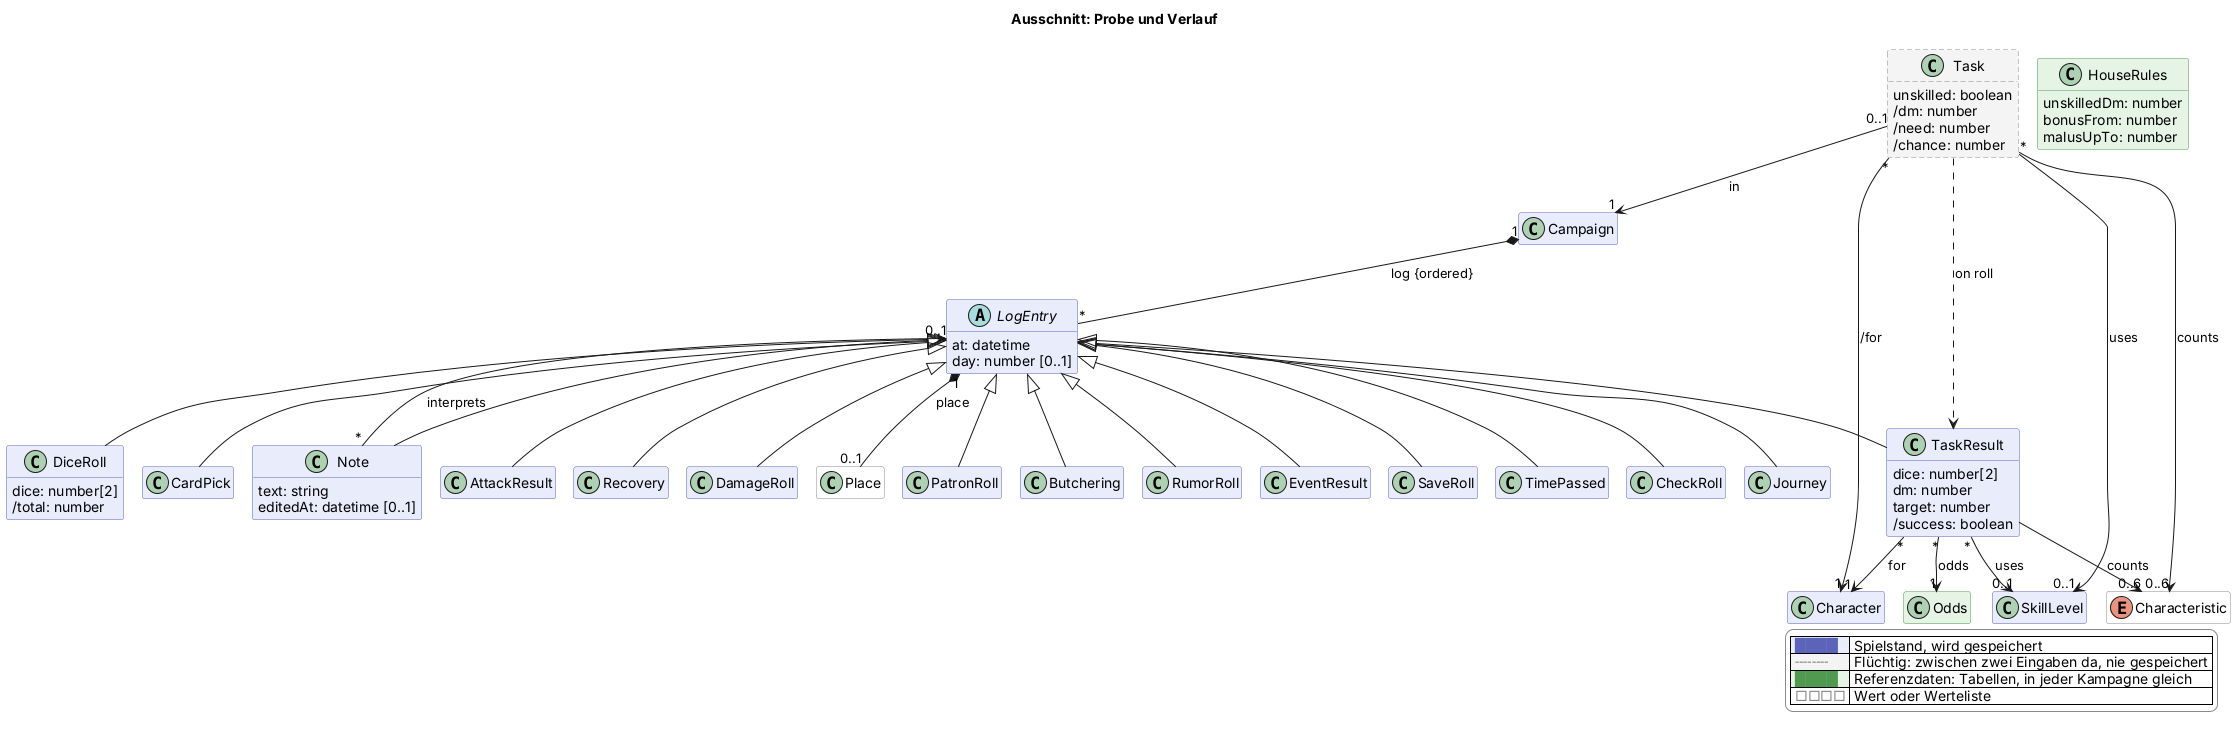 Ausschnitt: Probe und Verlauf
C Task
unskilled: boolean
/dm: number
/need: number
/chance: number
C HouseRules
unskilledDm: number
bonusFrom: number
malusUpTo: number
0..1
*
*
in
1
C Campaign
1
log {ordered}
on roll
*
A LogEntry
at: datetime
day: number [0..1]
0..1
/for
uses
counts
1
interprets
place
*
0..1
C DiceRoll
dice: number[2]
/total: number
C CardPick
C Note
text: string
editedAt: datetime [0..1]
C AttackResult
C Recovery
C DamageRoll
C Place
C PatronRoll
C Butchering
C RumorRoll
C EventResult
C SaveRoll
C TimePassed
C CheckRoll
C Journey
C TaskResult
dice: number[2]
dm: number
target: number
/success: boolean
*
*
*
for
odds
uses
counts
1
1
1
0..1
0..1
0..6
0..6
C Character
C Odds
C SkillLevel
E Characteristic
Spielstand, wird gespeichert
Flüchtig: zwischen zwei Eingaben da, nie gespeichert
Referenzdaten: Tabellen, in jeder Kampagne gleich
Wert oder Werteliste